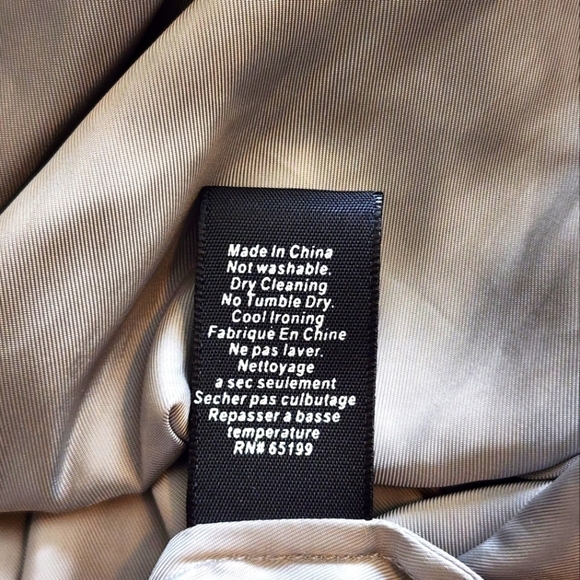 Made In China
Not washable.
Dry Cleaning
No Tumble Dry.
Cool Ironing
Fabriqué En Chine
Ne pas laver.
Nettoyage
a sec seulement
Secher pas culbutage
Repasser a basse
temperature
RN# 65199